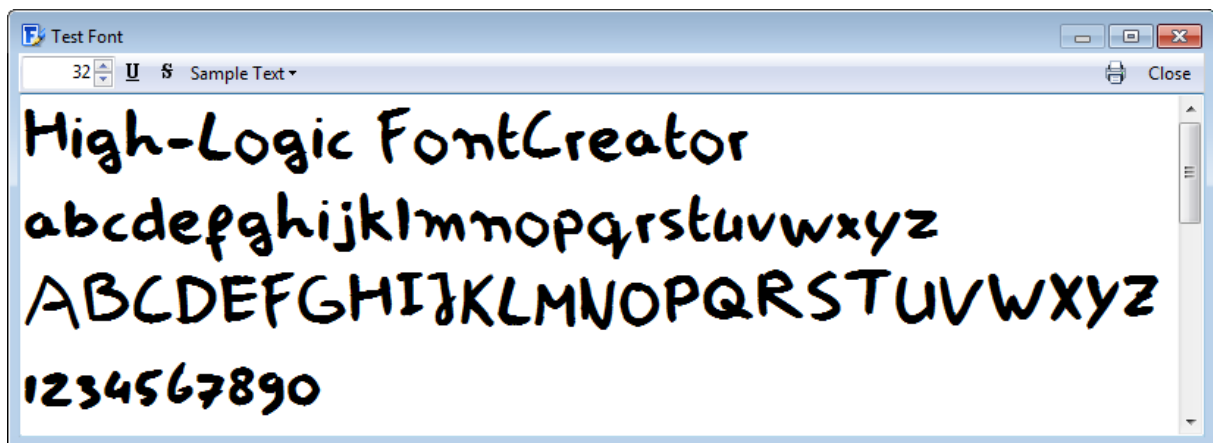 Test Font
32 U S Sample Text Close
High-Logic FontCreator
abcdefghijklmnopqrstuvwxyz
ABCDEFGHIJKLMNOPQRSTUVWXYZ
1234567890